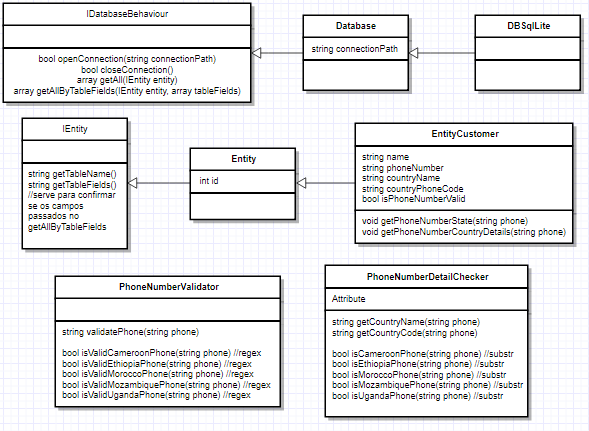 IDatabaseBehaviour
bool openConnection(string connectionPath)
bool closeConnection()
array getAll(IEntity entity)
array getAllByTableFields(IEntity entity, array tableFields)
Database
string connectionPath
DBSqlLite
IEntity
string getTableName()
string getTableFields()
//serve para confirmar
se os campos
passados no
getAllByTableFields
Entity
int id
EntityCustomer
string name
string phoneNumber
string countryName
string countryPhoneCode
bool isPhoneNumberValid
void getPhoneNumberState(string phone)
void getPhoneNumberCountryDetails(string phone)
PhoneNumberValidator
string validatePhone(string phone)
bool isValidCameroonPhone(string phone) //regex
bool isValidEthiopiaPhone(string phone) //regex
bool isValidMoroccoPhone(string phone) //regex
bool isValidMozambiquePhone(string phone) //regex
bool isValidUgandaPhone(string phone) //regex
PhoneNumberDetailChecker
Attribute
string getCountryName(string phone)
string getCountryCode(string phone)
bool isCameroonPhone(string phone) //substr
bool isEthiopiaPhone(string phone) //substr
bool isMoroccoPhone(string phone) //substr
bool isMozambiquePhone(string phone) //substr
bool isUgandaPhone(string phone) //substr